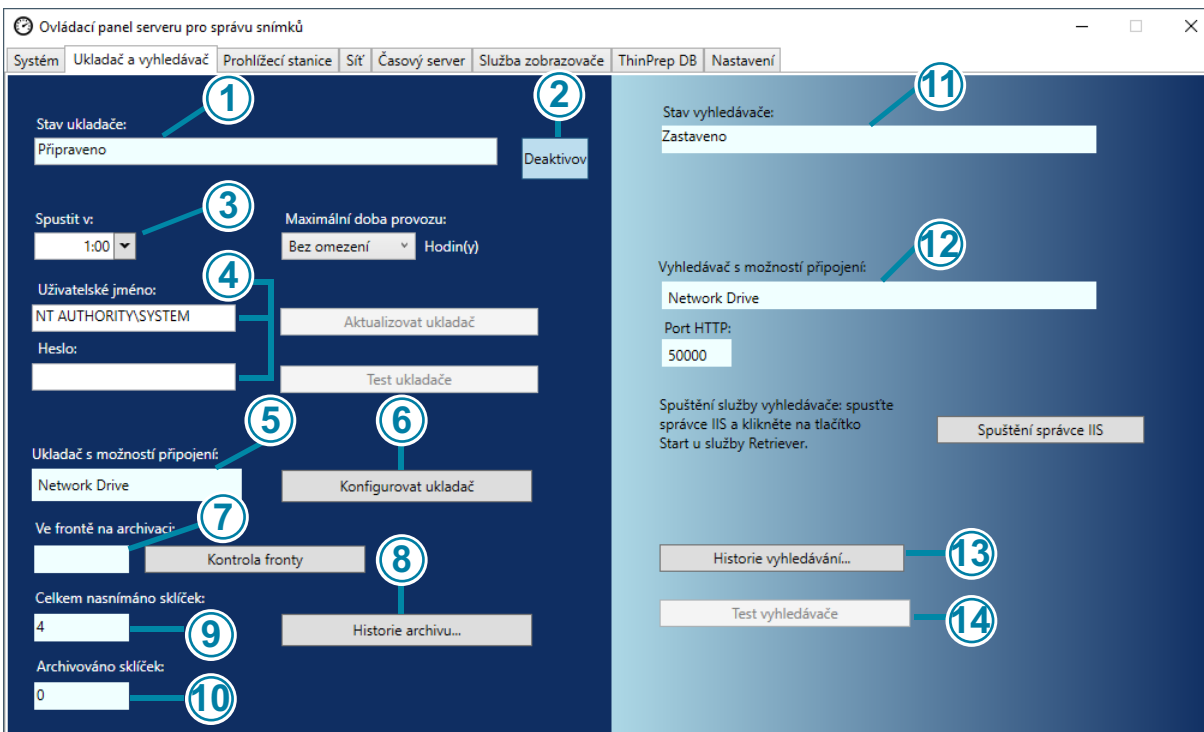 Ovládací panel serveru pro správu snímků
Systém Ukladač a vyhledávač Prohlížecí stanice Síť Časový server Služba zobrazovače ThinPrep DB Nastavení
1
2
Stav ukladače:
Připraveno
Deaktivov
3
Spustit v:
1:00
Maximální doba provozu:
Bez omezení Hodin(y)
4
Uživatelské jméno:
NT AUTHORITY\SYSTEM
Aktualizovat ukladač
Heslo:
Test ukladače
5
6
Ukladač s možností připojení:
Network Drive
Konfigurovat ukladač
7
Ve frontě na archivaci:
Kontrola fronty
8
Celkem nasnímáno sklíček:
4
9
Historie archivu...
Archivováno sklíček:
0
10
11
Stav vyhledávače:
Zastaveno
12
Vyhledávač s možností připojení:
Network Drive
Port HTTP:
50000
Spuštění služby vyhledávače: spusťte
správce IIS a klikněte na tlačítko
Start u služby Retriever.
Spuštění správce IIS
Historie vyhledávání...
13
Test vyhledávače
14